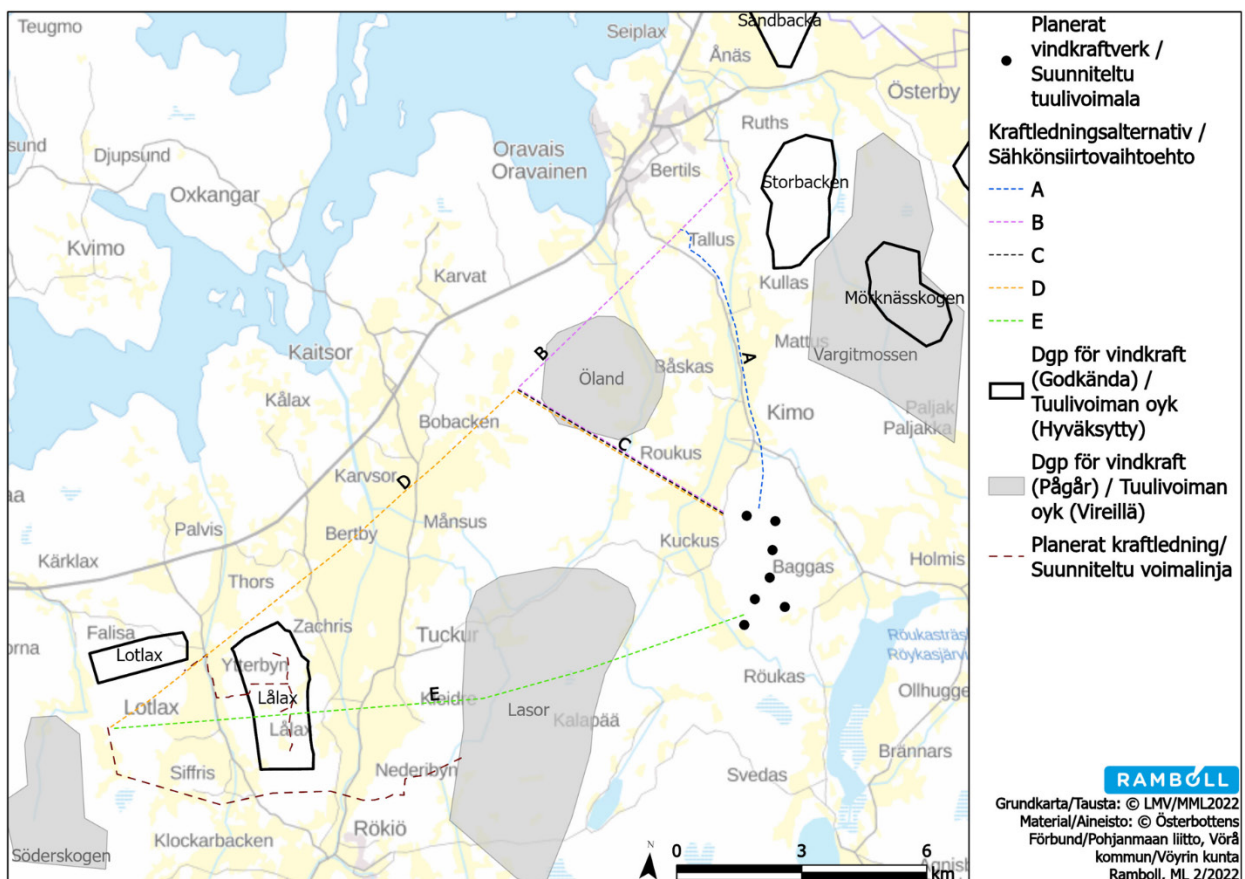 Teugmo
Seiplax
Sandbacka
Ånäs
Österby
Ruths
sund
Djupsund
Oravais
Oravainen
Bertils
Oxkangar
Storbacken
Kvimo
Tallus
Karvat
Kullas
Mörknässkogen
Kaitsor
B
Mattus
Vargitmossen
A
Båskas
Öland
Kålax
Bobacken
Kimo
Paljak
Paljakka
C
Roukus
Karvsor
D
Palvis
Bertby
Månsus
Kuckus
Kärklax
Holmis
Baggas
Thors
Falisa
Zachris
Tuckur
Lotlax
Ytterbyn
Röukas
Kleidre
E
Lålax
Lålax
Lotlax
Lasor
Kalapää
Ollhugge
Brännars
Siffris
Nederibyn
Svedas
Klockarbacken
Rökiö
Söderskogen
N
0 3 6
km
Planerat
vindkraftverk /
Suunniteltu
tuulivoimala
Kraftledningsalternativ /
Sähkönsiirtovaihtoehto
A
B
C
D
E
Dgp för vindkraft
(Godkända) /
Tuulivoiman oyk
(Hyväksytty)
Dgp för vindkraft
(Pågår) / Tuulivoiman
oyk (Vireillä)
Planerat kraftledning/
Suunniteltu voimalinja
RAMBOLL
Grundkarta/Tausta: © LMV/MML2022
Material/Aineisto: © Österbottens
Förbund/Pohjanmaan liitto, Vörå
kommun/Vöyrin kunta
Ramboll, ML 2/2022